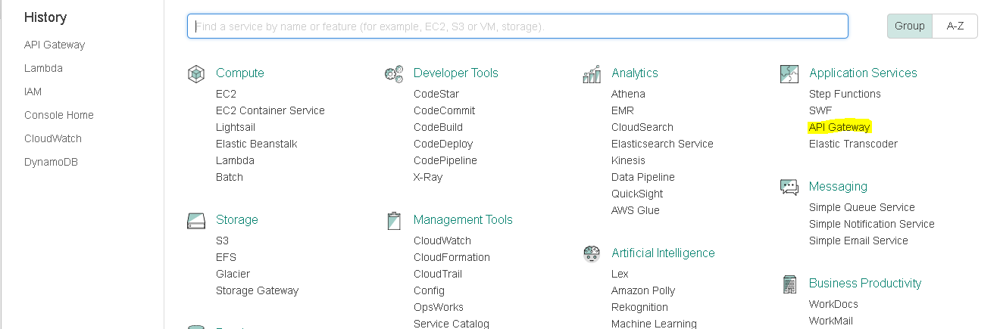 History
API Gateway
Lambda
IAM
Console Home
CloudWatch
DynamoDB
Find a service by name or feature (for example, EC2, S3 or VM, storage).
Group
A-Z
Compute
EC2
EC2 Container Service
Lightsail
Elastic Beanstalk
Lambda
Batch
Storage
S3
EFS
Glacier
Storage Gateway
Developer Tools
CodeStar
CodeCommit
CodeBuild
CodeDeploy
CodePipeline
X-Ray
Management Tools
CloudWatch
CloudFormation
CloudTrail
Config
OpsWorks
Service Catalog
Analytics
Athena
EMR
CloudSearch
Elasticsearch Service
Kinesis
Data Pipeline
QuickSight
AWS Glue
Artificial Intelligence
Lex
Amazon Polly
Rekognition
Machine Learning
Application Services
Step Functions
SWF
API Gateway
Elastic Transcoder
Messaging
Simple Queue Service
Simple Notification Service
Simple Email Service
Business Productivity
WorkDocs
WorkMail